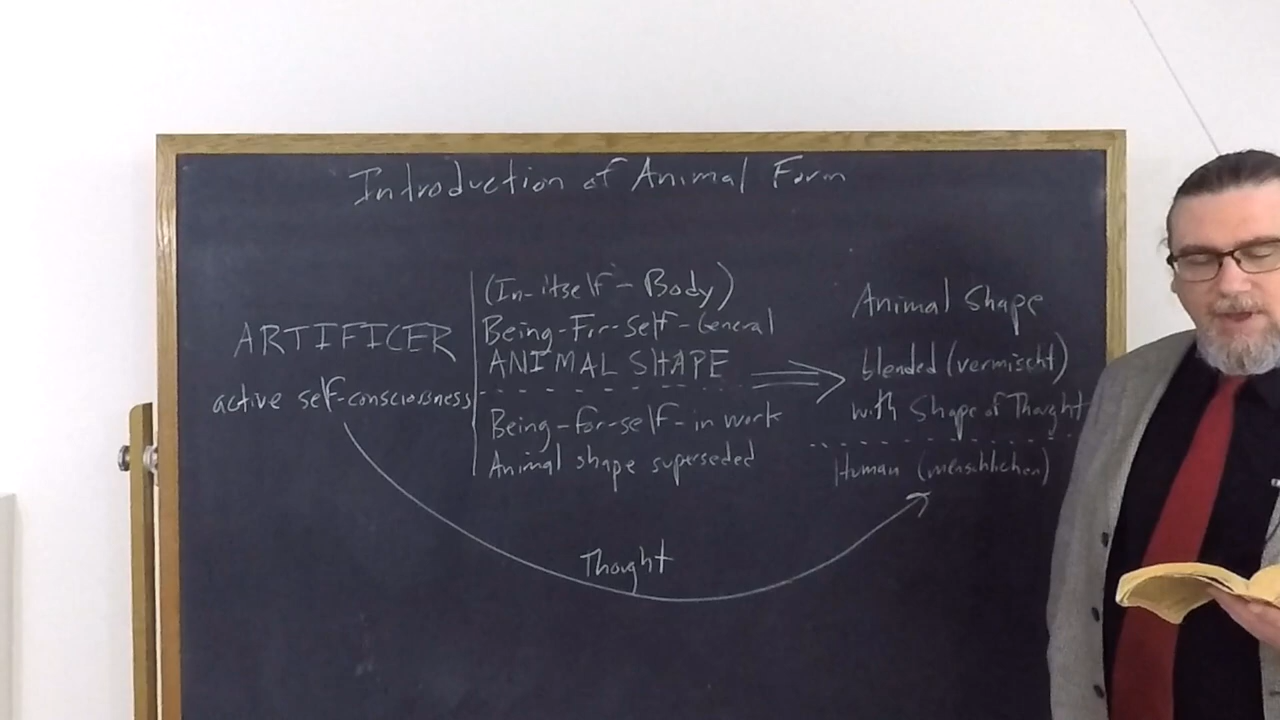 Introduction of Animal Form
ARTIFICER
active self-consciousness
(In-itself - Body)
Being-For-Self-General
ANIMAL SHAPE
Being-for-self-in work
Animal shape superseded
Animal Shape
blended (vermischt)
with Shape of Thought
Human (menschlichen)
Thought